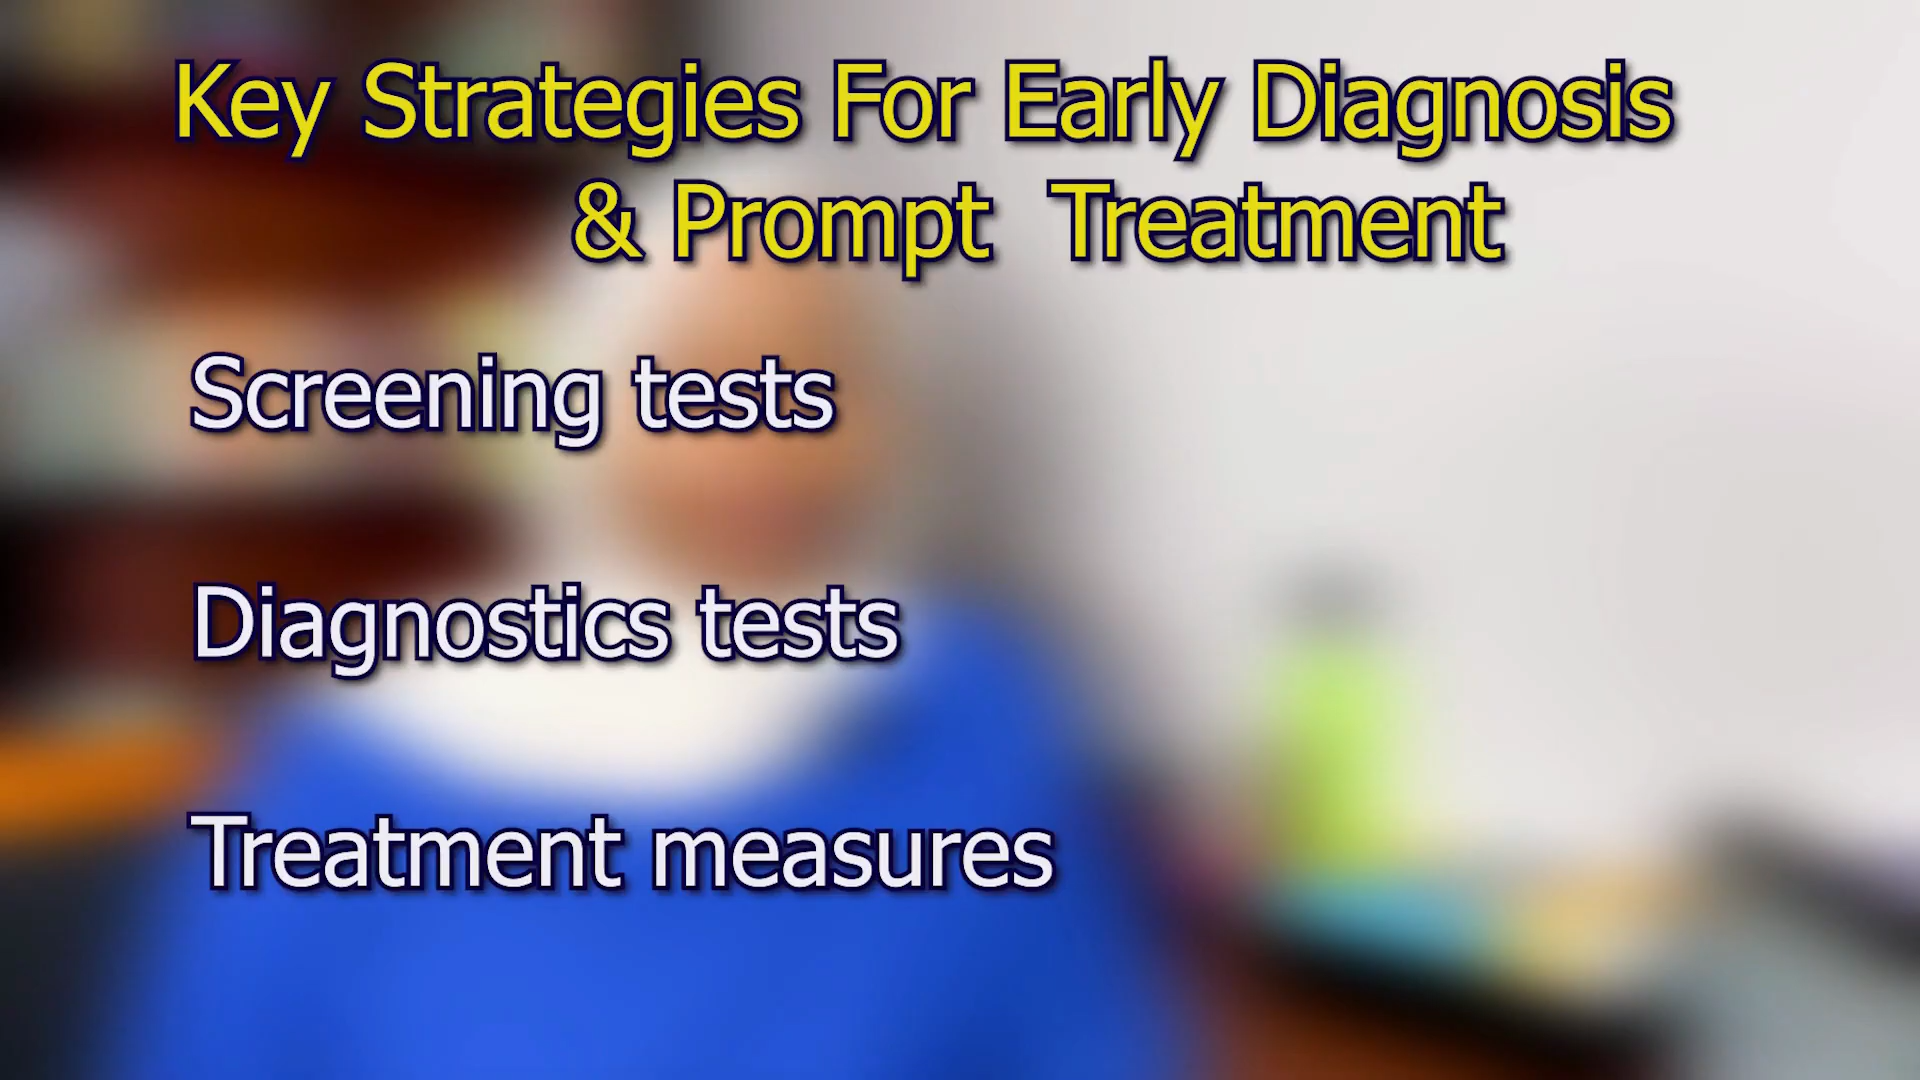 Key Strategies For Early Diagnosis
& Prompt Treatment
Screening tests
Diagnostics tests
Treatment measures